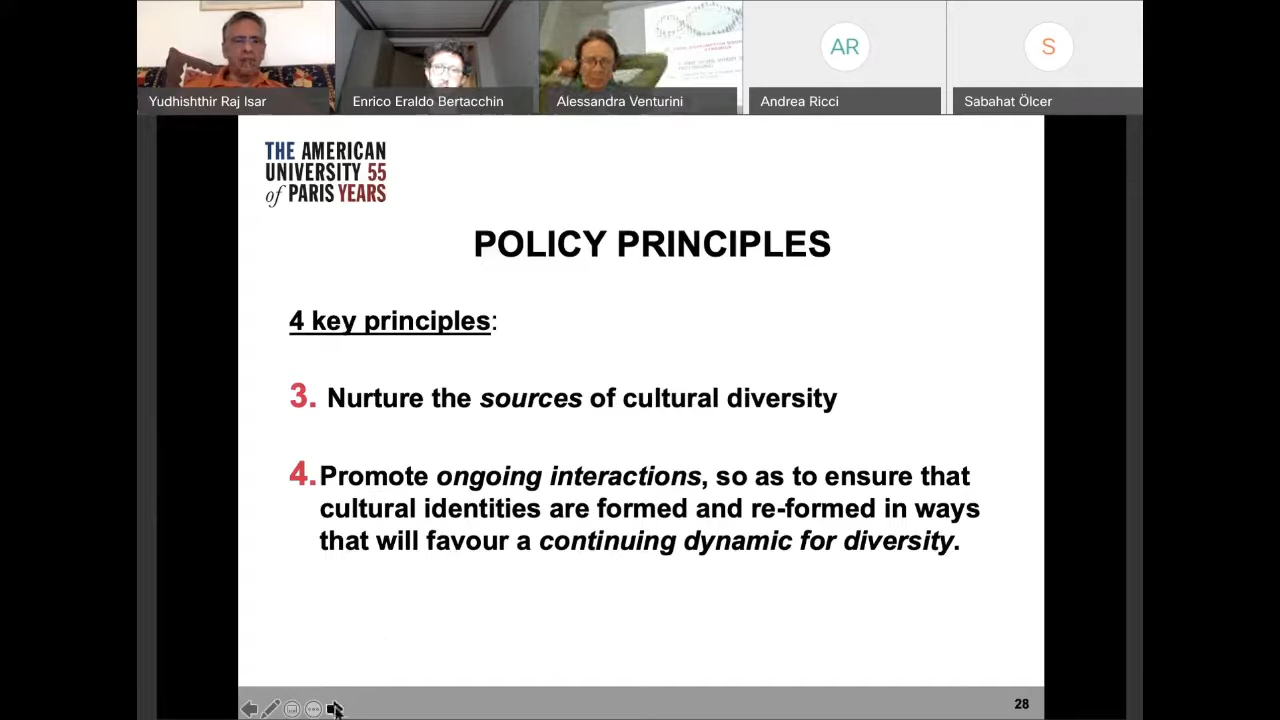 AR
S
Yudhishthir Raj Isar
Enrico Eraldo Bertacchin
Alessandra Venturini
Andrea Ricci
Sabahat Ölcer
THE AMERICAN
UNIVERSITY 55
of PARIS YEARS
POLICY PRINCIPLES
4 key principles:
3. Nurture the sources of cultural diversity
4. Promote ongoing interactions, so as to ensure that
cultural identities are formed and re-formed in ways
that will favour a continuing dynamic for diversity.
28